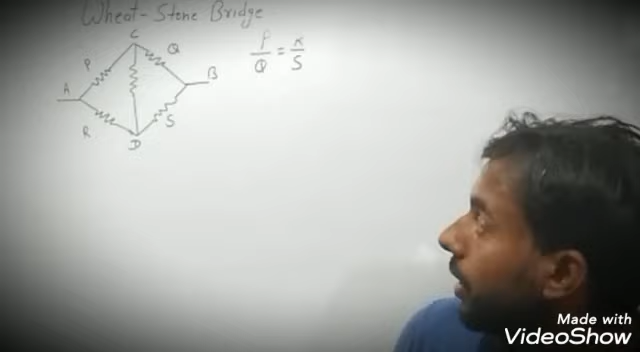 Wheat-Stone Bridge
C
P Q P/Q = R/S
A B
R S
D
Made with
VideoShow